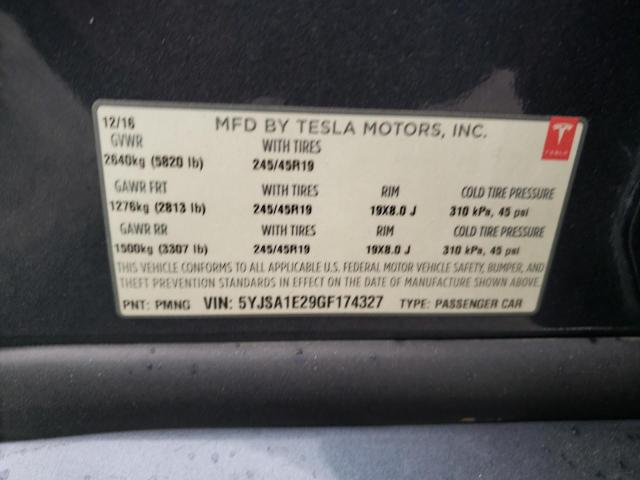 12/16 MFD BY TESLA MOTORS, INC.
GVWR WITH TIRES
2640kg (5820 lb) 245/45R19
TESLA
GAWR FRT WITH TIRES RIM COLD TIRE PRESSURE
1276kg (2813 lb) 245/45R19 19X8.0 J 310 kPa, 45 psi
GAWR RR WITH TIRES RIM COLD TIRE PRESSURE
1500kg (3307 lb) 245/45R19 19X8.0 J 310 kPa, 45 psi
THIS VEHICLE CONFORMS TO ALL APPLICABLE U.S. FEDERAL MOTOR VEHICLE SAFETY, BUMPER, AND
THEFT PREVENTION STANDARDS IN EFFECT ON THE DATE OF MANUFACTURE SHOWN ABOVE.
PNT: PMNG VIN: 5YJSA1E29GF174327 TYPE: PASSENGER CAR